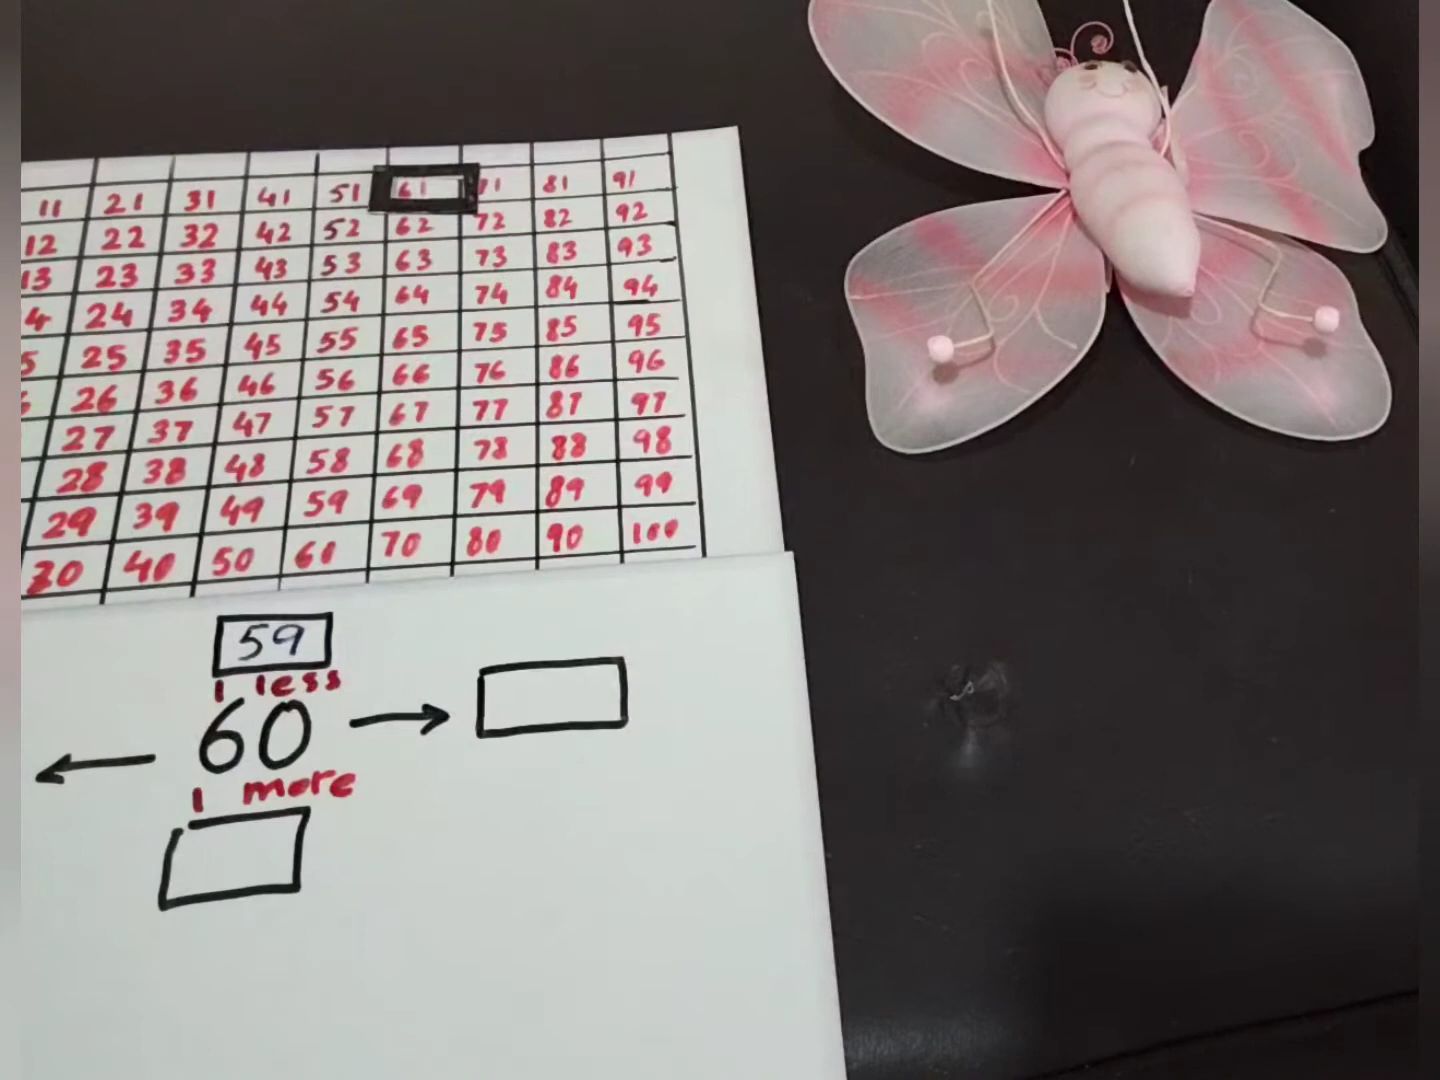 11 21 31 41 51 61 71 81 91
12 22 32 42 52 62 72 82 92
13 23 33 43 53 63 73 83 93
4 24 34 44 54 64 74 84 94
5 25 35 45 55 65 75 85 95
26 36 46 56 66 76 86 96
27 37 47 57 67 77 87 97
28 38 48 58 68 78 88 98
29 39 49 59 69 79 89 99
30 40 50 60 70 80 90 100
59
1 less
60
1 more